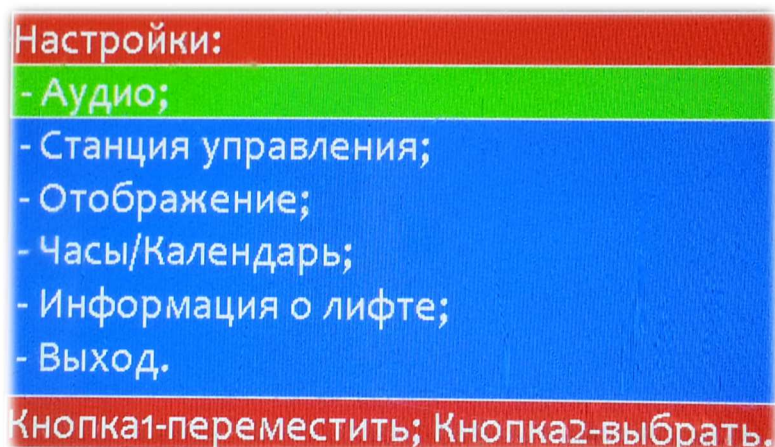 Настройки:
- Аудио;
- Станция управления;
- Отображение;
- Часы/Календарь;
- Информация о лифте;
- Выход.
Кнопка1-переместить; Кнопка2-выбрать.